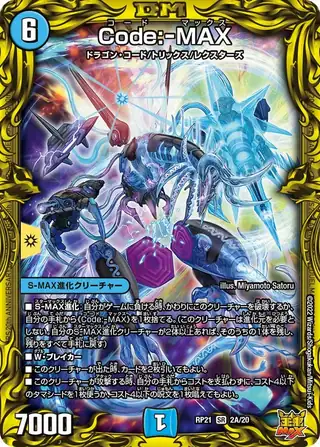 DM
コード マックス
6
Code:-MAX
ドラゴン・コード/トリックス/レクスターズ
S-MAX進化クリーチャー
illus. Miyamoto Satoru
■ S-MAX進化:自分がゲームに負ける時、かわりにこのクリーチャーを破壊するか、
自分の手札から《Code:-MAX》を1枚捨てる。(このクリーチャーは進化元を必要と
しない。自分のS-MAX進化クリーチャーが2体以上あれば、そのうちの1体を残し、
残りをすべて手札に戻す)
■ W・ブレイカー
■ このクリーチャーが出た時、カードを2枚引いてもよい。
■ このクリーチャーが攻撃する時、自分の手札からコストを支払わずに、コスト4以下
のタマシードを1枚使うか、コスト4以下の呪文を1枚唱えてもよい。
7000
1
RP21 SR 2A/20
王来MAX